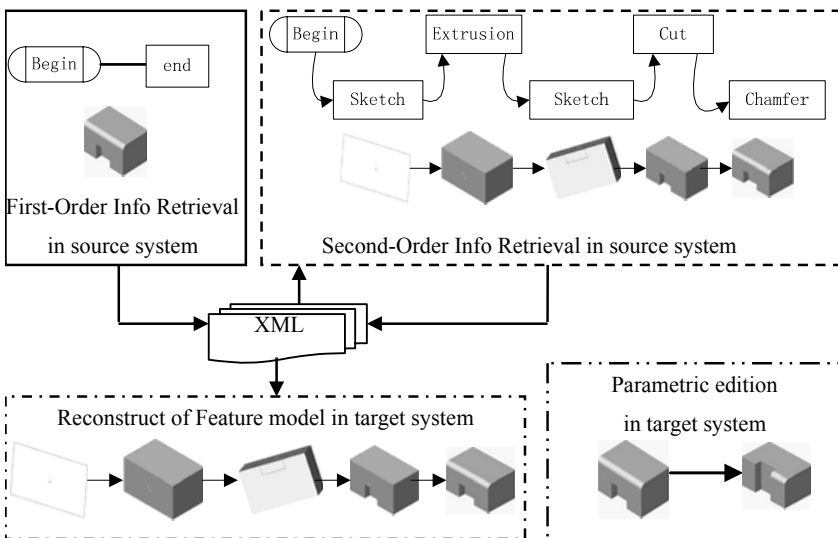 Begin
end
First-Order Info Retrieval
in source system
Begin
Extrusion
Cut
Sketch
Sketch
Chamfer
Second-Order Info Retrieval in source system
XML
Reconstruct of Feature model in target system
Parametric edition
in target system